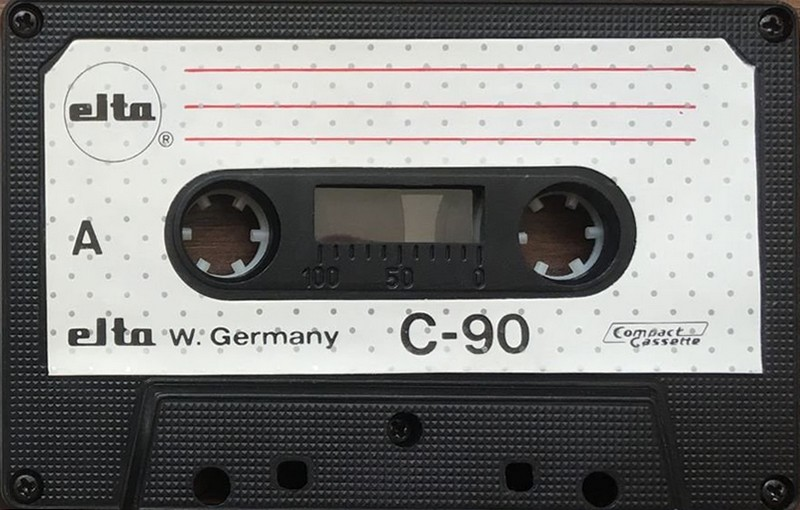 elta
®
A
100 50 0
elta W. Germany C-90 Compact Cassette